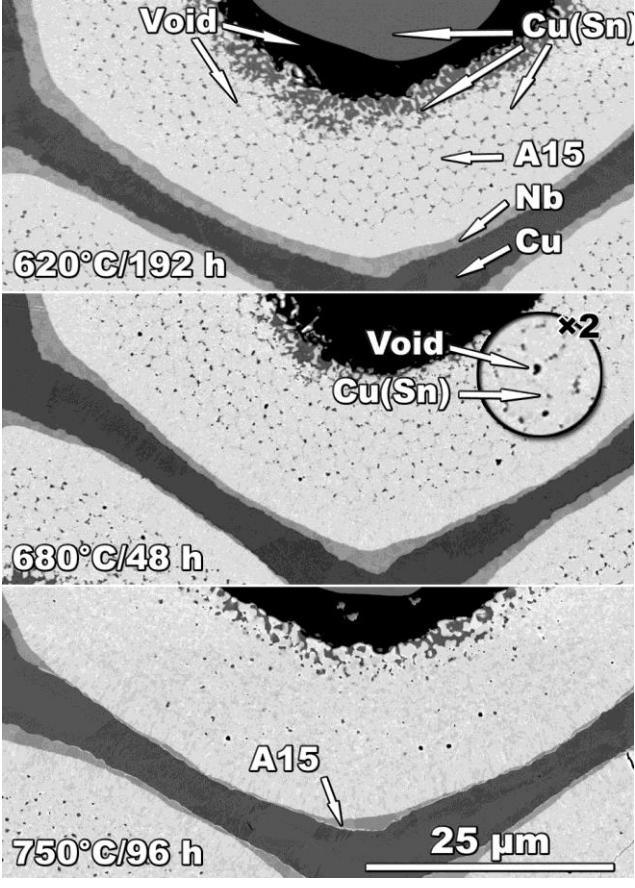 Void
Cu(Sn)
A15
Nb
Cu
620°C/192 h
×2
Void
Cu(Sn)
680°C/48 h
A15
750°C/96 h
25 µm